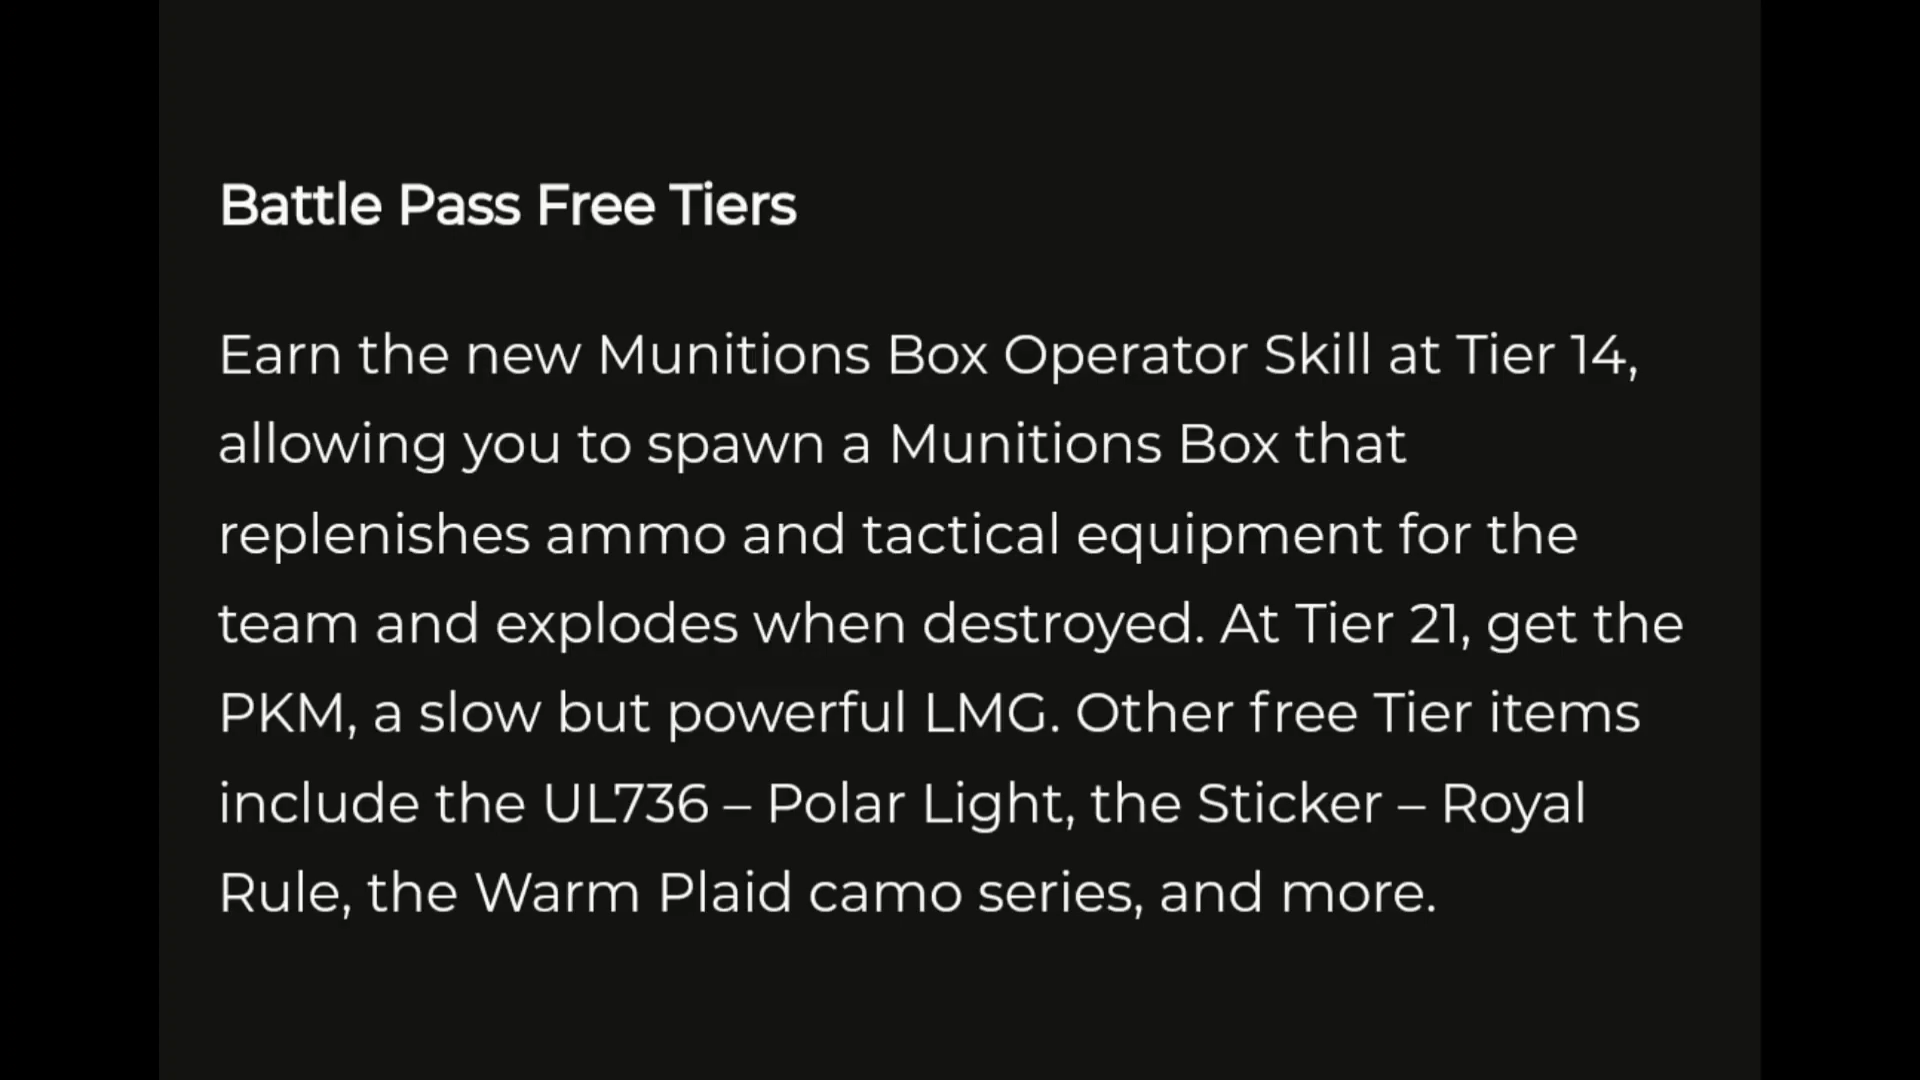 Battle Pass Free Tiers
Earn the new Munitions Box Operator Skill at Tier 14,
allowing you to spawn a Munitions Box that
replenishes ammo and tactical equipment for the
team and explodes when destroyed. At Tier 21, get the
PKM, a slow but powerful LMG. Other free Tier items
include the UL736 – Polar Light, the Sticker – Royal
Rule, the Warm Plaid camo series, and more.